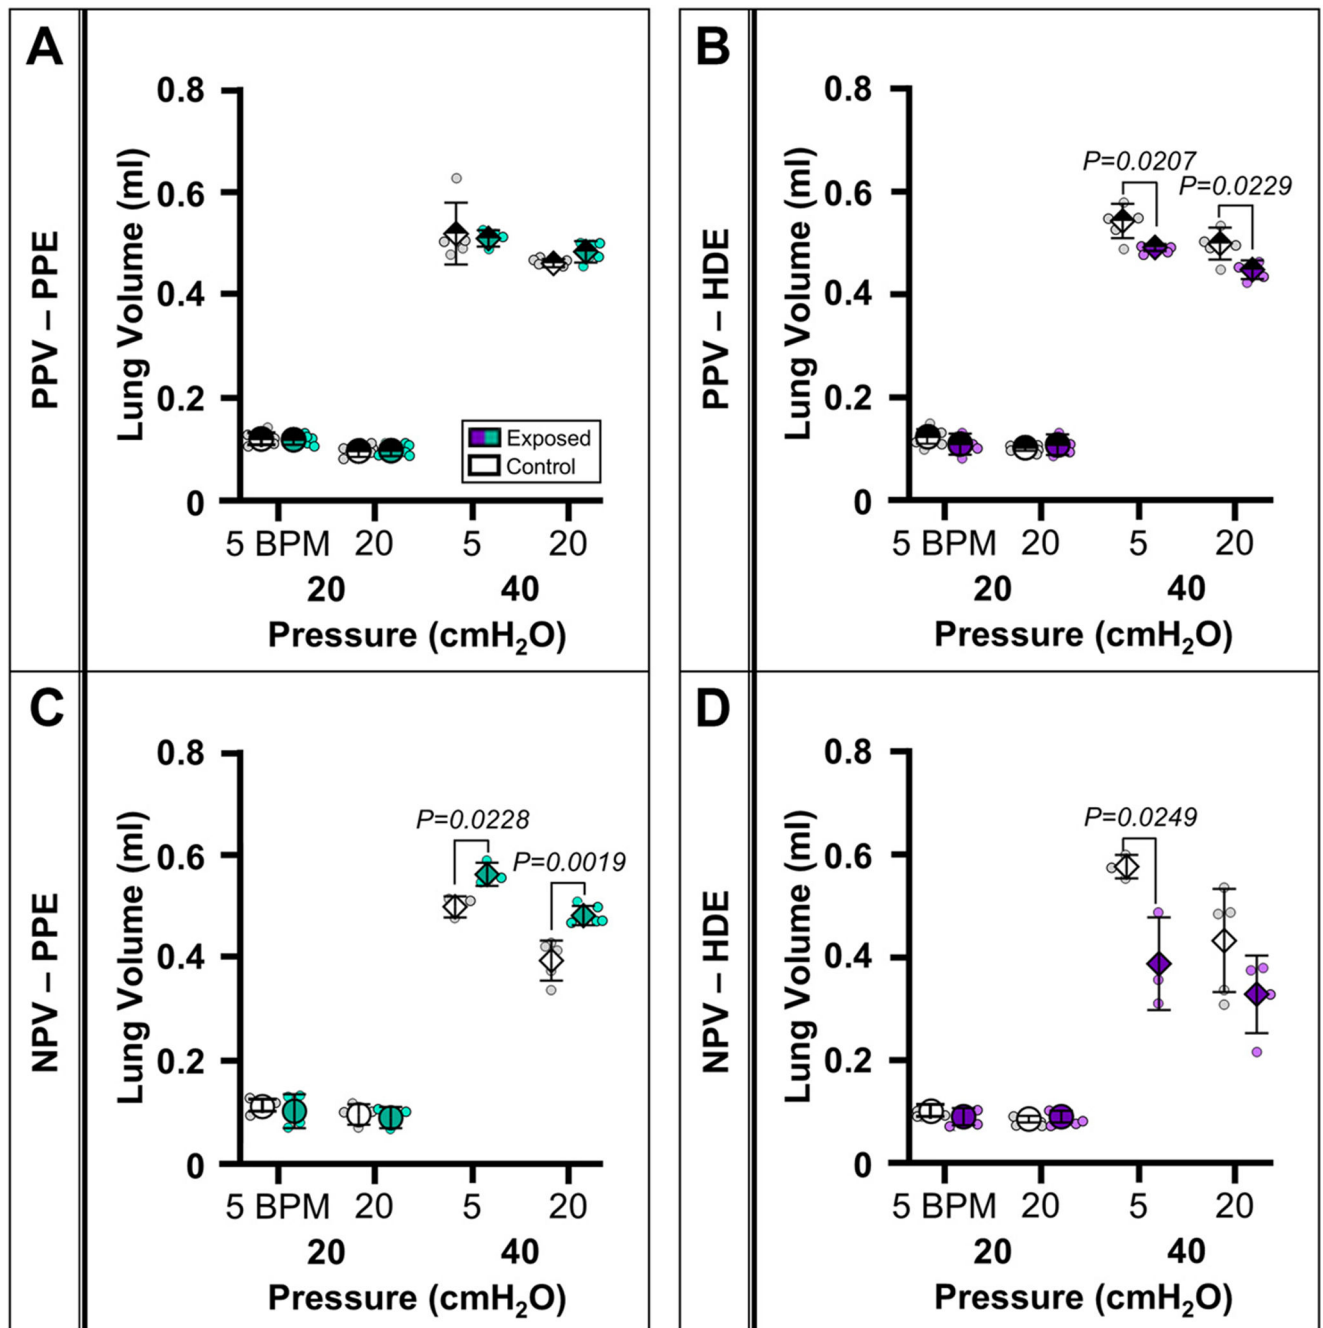 A
PPV – PPE
Lung Volume (ml)
0.8
0.6
0.4
0.2
0
Exposed
Control
5 BPM 20 5 20
20 40
Pressure (cmH₂O)
B
PPV – HDE
Lung Volume (ml)
0.8
0.6
0.4
0.2
0
P=0.0207
P=0.0229
5 BPM 20 5 20
20 40
Pressure (cmH₂O)
C
NPV – PPE
Lung Volume (ml)
0.8
0.6
0.4
0.2
0
P=0.0228
P=0.0019
5 BPM 20 5 20
20 40
Pressure (cmH₂O)
D
NPV – HDE
Lung Volume (ml)
0.8
0.6
0.4
0.2
0
P=0.0249
5 BPM 20 5 20
20 40
Pressure (cmH₂O)